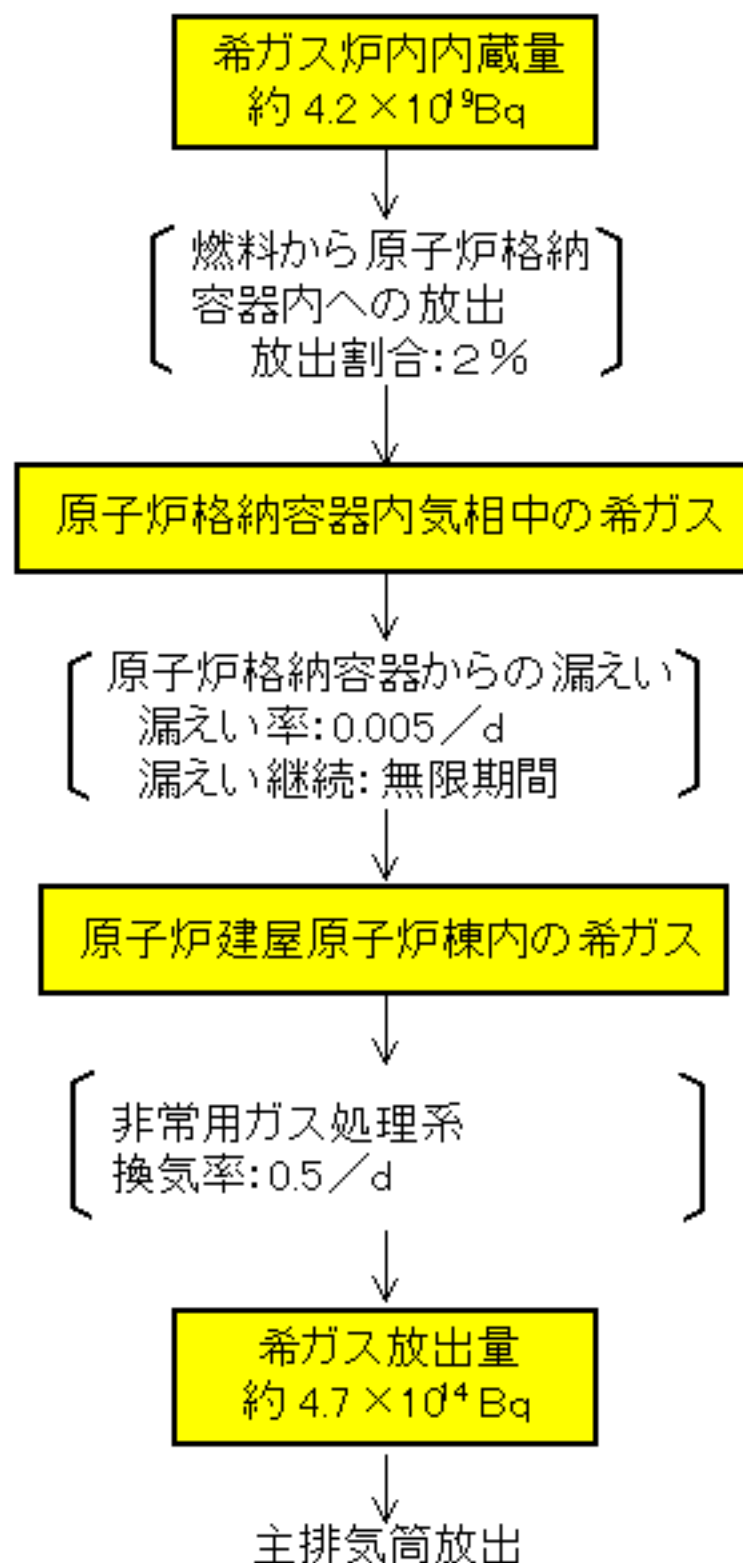 希ガス炉内内蔵量
約 4.2×10¹⁹Bq
燃料から原子炉格納
容器内への放出
放出割合:2%
原子炉格納容器内気相中の希ガス
原子炉格納容器からの漏えい
漏えい率:0.005/d
漏えい継続:無限期間
原子炉建屋原子炉棟内の希ガス
非常用ガス処理系
換気率:0.5/d
希ガス放出量
約 4.7×10¹⁴ Bq
主排気筒放出